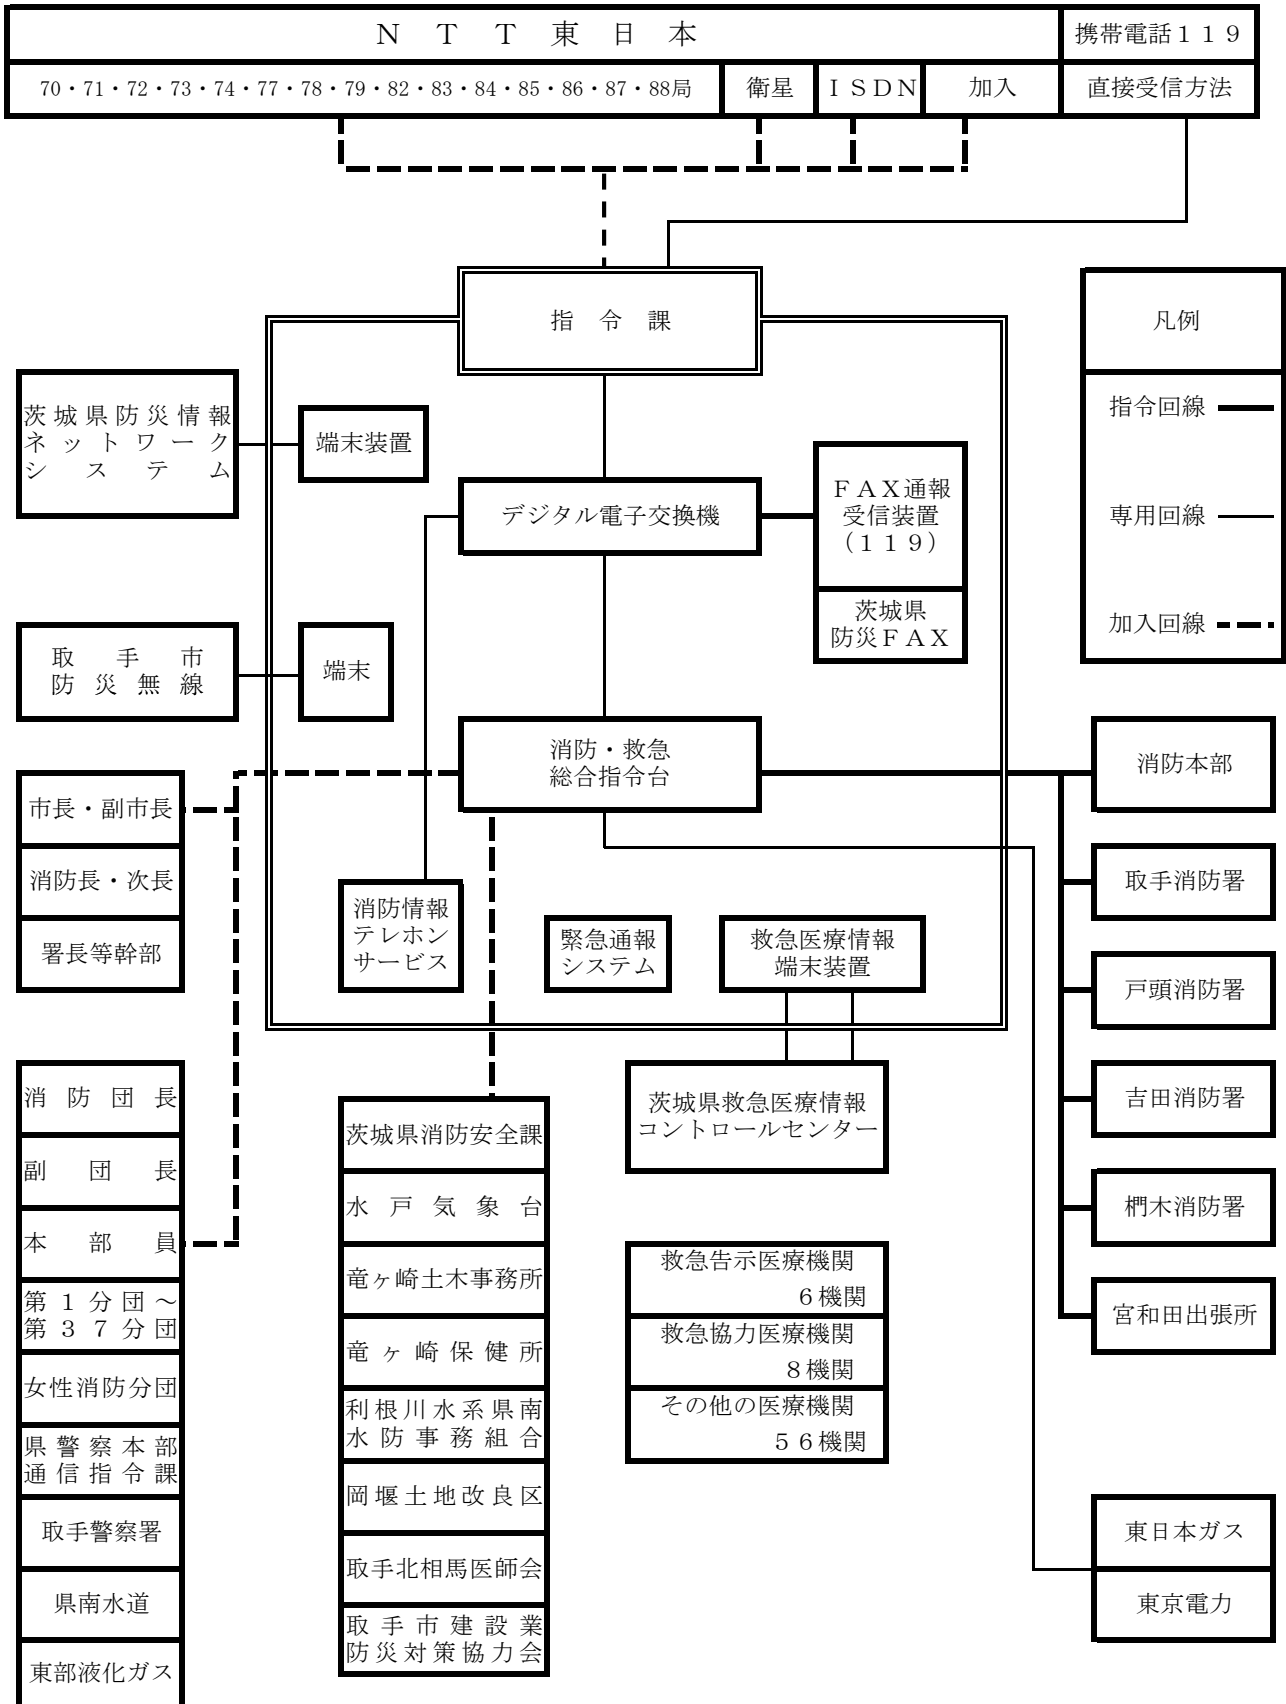 ＮＴＴ東日本
携帯電話１１９
70・71・72・73・74・77・78・79・82・83・84・85・86・87・88局
衛星
ＩＳＤＮ
加入
直接受信方法
指令課
凡例
指令回線
専用回線
加入回線
茨城県防災情報
ネットワーク
システム
端末装置
デジタル電子交換機
ＦＡＸ通報
受信装置
（１１９）
茨城県
防災ＦＡＸ
取手市
防災無線
端末
消防・救急
総合指令台
消防本部
市長・副市長
消防長・次長
署長等幹部
取手消防署
戸頭消防署
吉田消防署
椚木消防署
宮和田出張所
消防情報
テレホン
サービス
緊急通報
システム
救急医療情報
端末装置
消防団長
副団長
本部員
第１分団～
第３７分団
女性消防分団
県警察本部
通信指令課
取手警察署
県南水道
東部液化ガス
茨城県消防安全課
水戸気象台
竜ヶ崎土木事務所
竜ヶ崎保健所
利根川水系県南
水防事務組合
岡堰土地改良区
取手北相馬医師会
取手市建設業
防災対策協力会
茨城県救急医療情報
コントロールセンター
救急告示医療機関
６機関
救急協力医療機関
８機関
その他の医療機関
５６機関
東日本ガス
東京電力